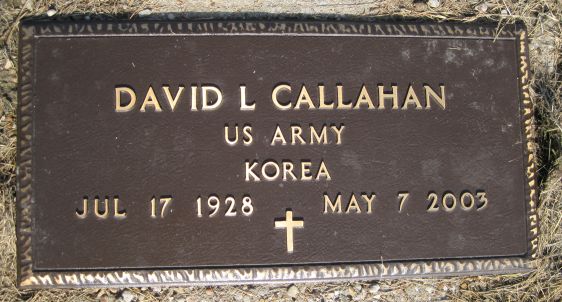 DAVID L CALLAHAN
US ARMY
KOREA
JUL 17 1928 MAY 7 2003